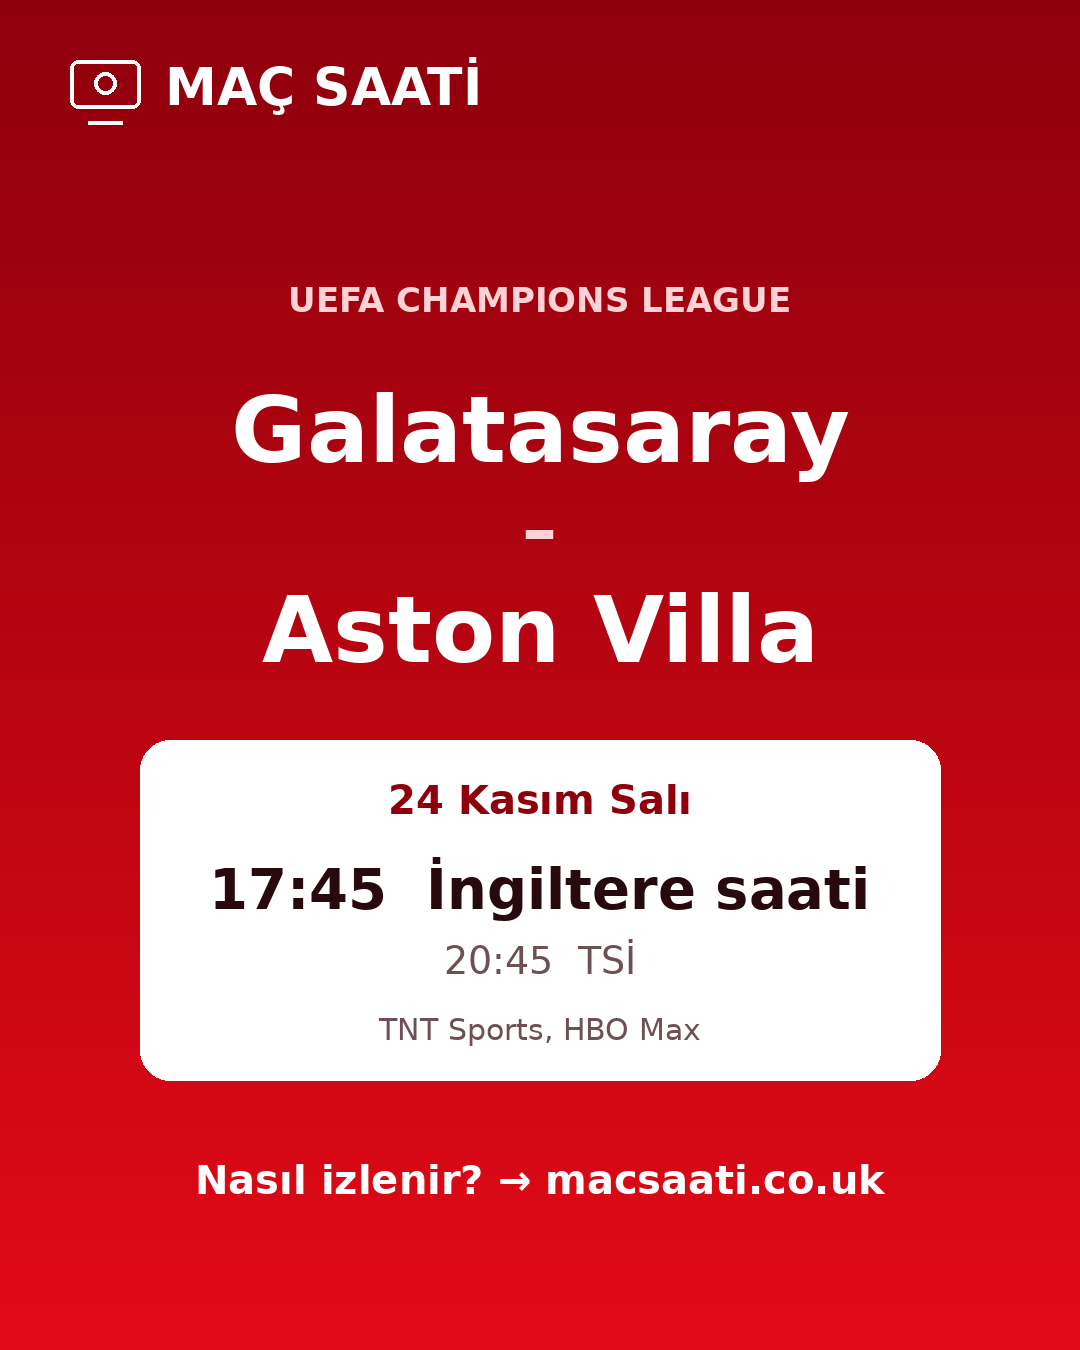 MAÇ SAATİ
UEFA CHAMPIONS LEAGUE
Galatasaray
–
Aston Villa
24 Kasım Salı
17:45 İngiltere saati
20:45 TSİ
TNT Sports, HBO Max
Nasıl izlenir? → macsaati.co.uk